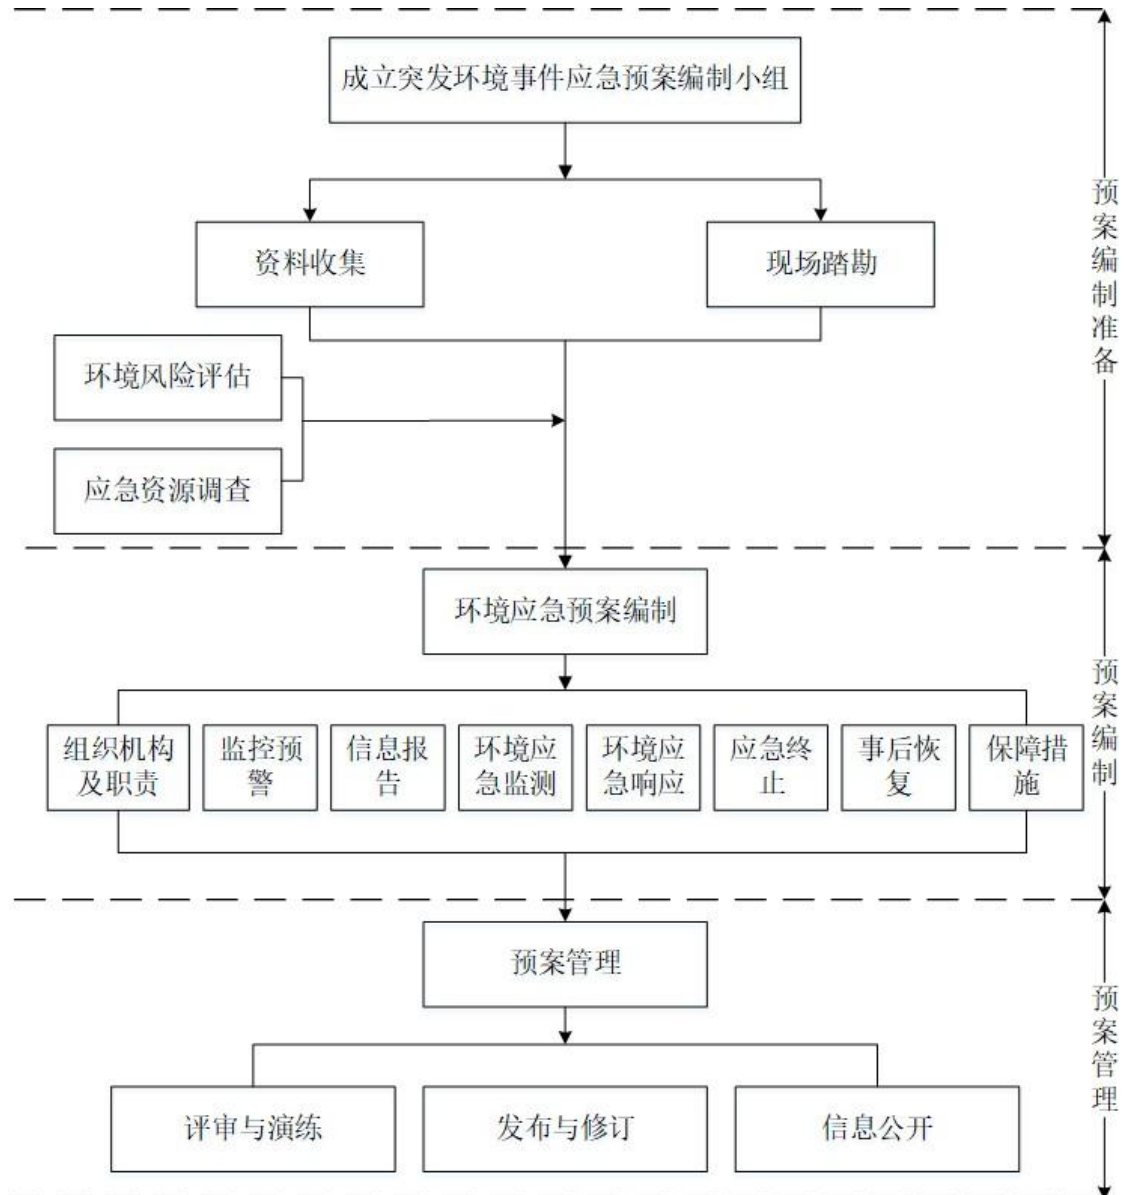 成立突发环境事件应急预案编制小组
资料收集
现场踏勘
环境风险评估
应急资源调查
预案编制准备
环境应急预案编制
组织机构
及职责
监控预
警
信息报
告
环境应
急监测
环境应
急响应
应急终
止
事后恢
复
保障措
施
预案编制
预案管理
评审与演练
发布与修订
信息公开
预案管理